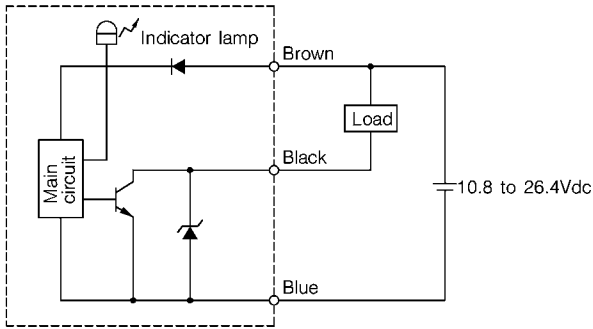 Indicator lamp
Brown
Load
Black
Main
circuit
10.8 to 26.4Vdc
Blue